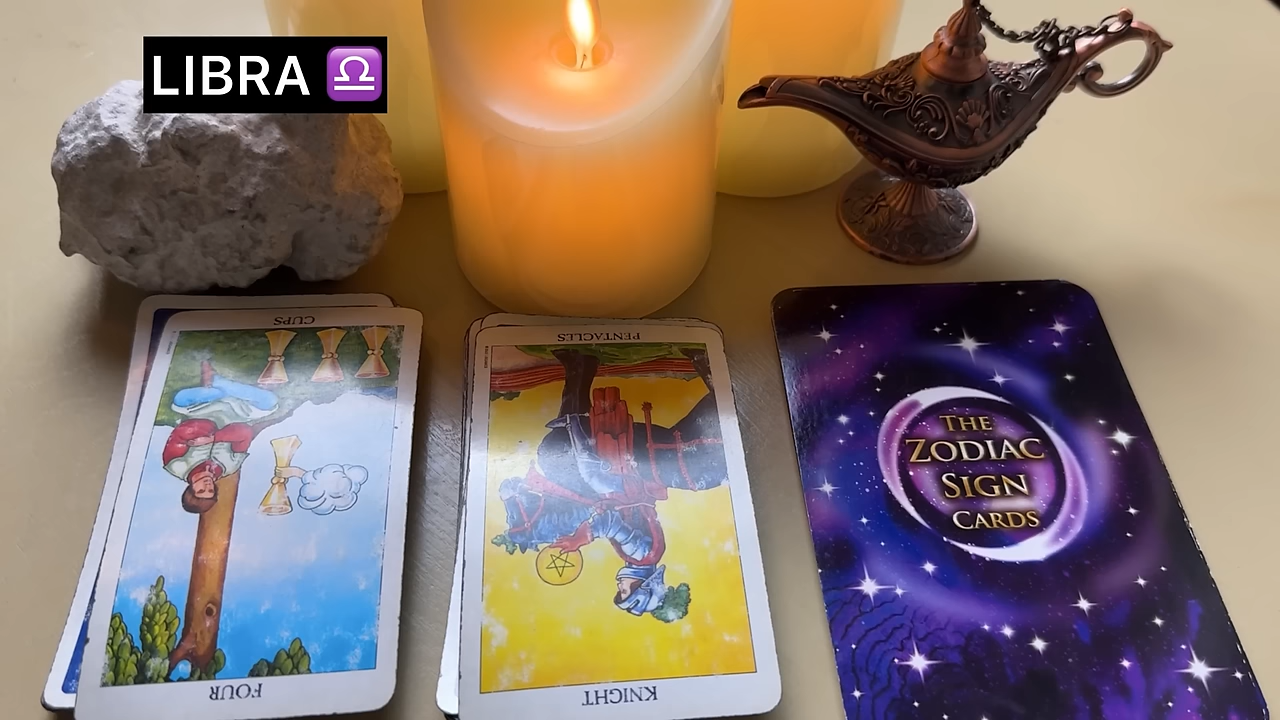 LIBRA ♎
CUPS
FOUR
PENTACLES
KNIGHT
THE
ZODIAC
SIGN
CARDS